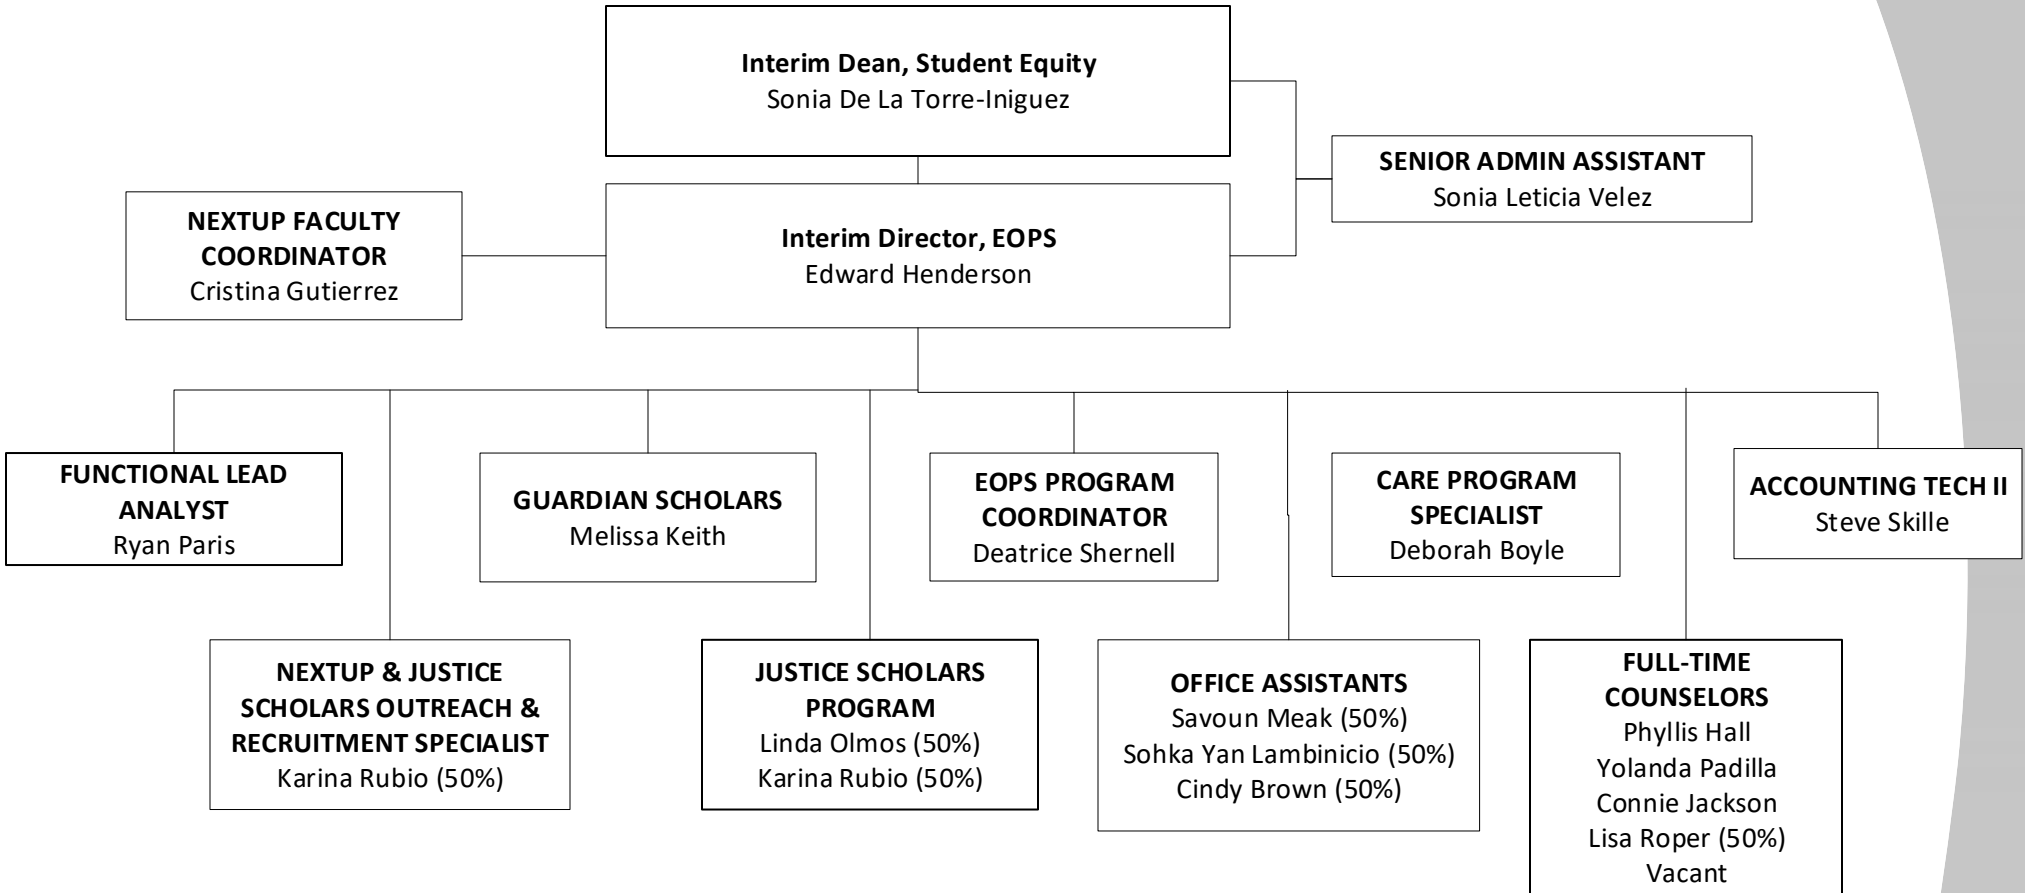 Interim Dean, Student Equity
Sonia De La Torre-Iniguez
SENIOR ADMIN ASSISTANT
Sonia Leticia Velez
NEXTUP FACULTY
COORDINATOR
Cristina Gutierrez
Interim Director, EOPS
Edward Henderson
FUNCTIONAL LEAD
ANALYST
Ryan Paris
GUARDIAN SCHOLARS
Melissa Keith
EOPS PROGRAM
COORDINATOR
Deatrice Shernell
CARE PROGRAM
SPECIALIST
Deborah Boyle
ACCOUNTING TECH II
Steve Skille
NEXTUP & JUSTICE
SCHOLARS OUTREACH &
RECRUITMENT SPECIALIST
Karina Rubio (50%)
JUSTICE SCHOLARS
PROGRAM
Linda Olmos (50%)
Karina Rubio (50%)
OFFICE ASSISTANTS
Savoun Meak (50%)
Sohka Yan Lambinicio (50%)
Cindy Brown (50%)
FULL-TIME
COUNSELORS
Phyllis Hall
Yolanda Padilla
Connie Jackson
Lisa Roper (50%)
Vacant